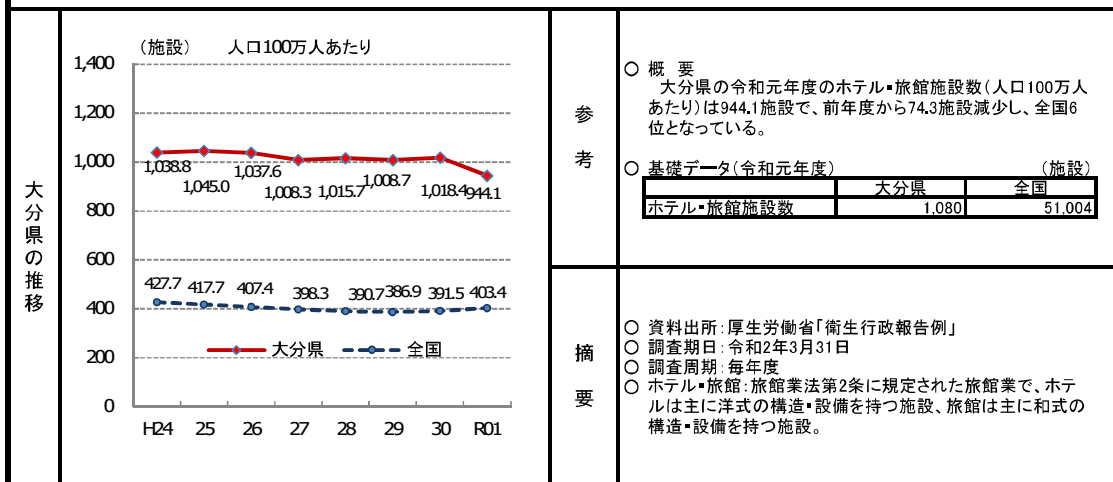 大分県の推移
（施設） 人口100万人あたり
1,400
1,200
1,000
800
600
400
200
0
1,038.8
1,045.0
1,037.6
1,008.3
1,015.7
1,008.7
1,018.4
944.1
427.7
417.7
407.4
398.3
390.7
386.9
391.5
403.4
大分県 全国
H24 25 26 27 28 29 30 R01
参考
○ 概 要
大分県の令和元年度のホテル・旅館施設数（人口100万人
あたり）は944.1施設で、前年度から74.3施設減少し、全国6
位となっている。
○ 基礎データ（令和元年度） （施設）
大分県 全国
ホテル・旅館施設数 1,080 51,004
摘要
○ 資料出所：厚生労働省「衛生行政報告例」
○ 調査期日：令和2年3月31日
○ 調査周期：毎年度
○ ホテル・旅館：旅館業法第2条に規定された旅館業で、ホテ
ルは主に洋式の構造・設備を持つ施設、旅館は主に和式の
構造・設備を持つ施設。